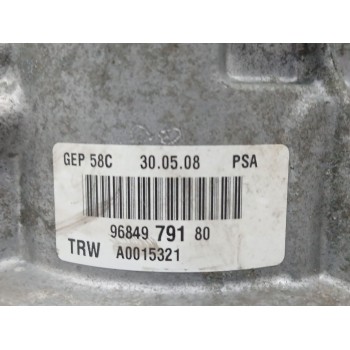 GEP 58C 30.05.08 PSA
96849 791 80
TRW A0015321